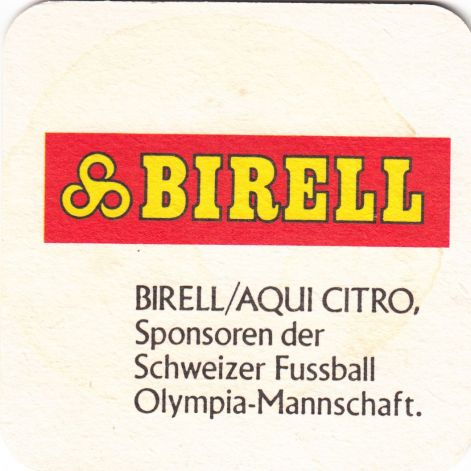 BIRELL
BIRELL/AQUI CITRO,
Sponsoren der
Schweizer Fussball
Olympia-Mannschaft.